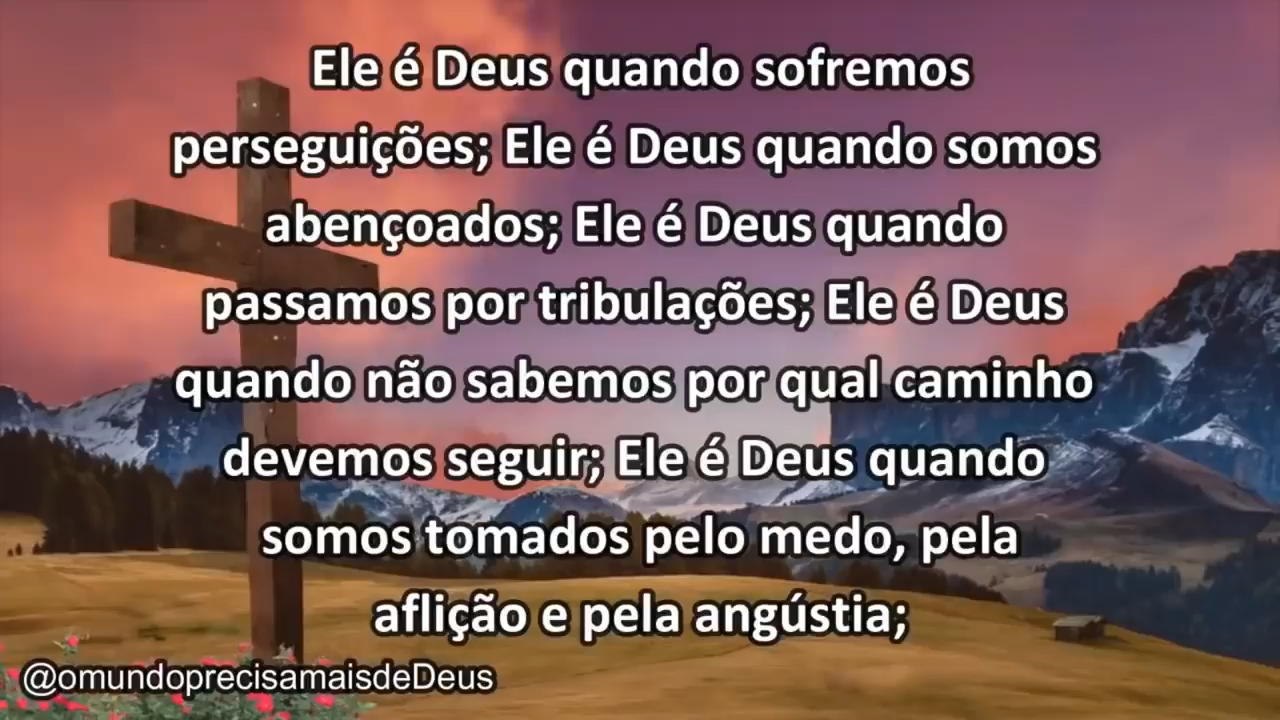 Ele é Deus quando sofremos
perseguições; Ele é Deus quando somos
abençoados; Ele é Deus quando
passamos por tribulações; Ele é Deus
quando não sabemos por qual caminho
devemos seguir; Ele é Deus quando
somos tomados pelo medo, pela
aflição e pela angústia;
@omundoprecisamaisdeDeus